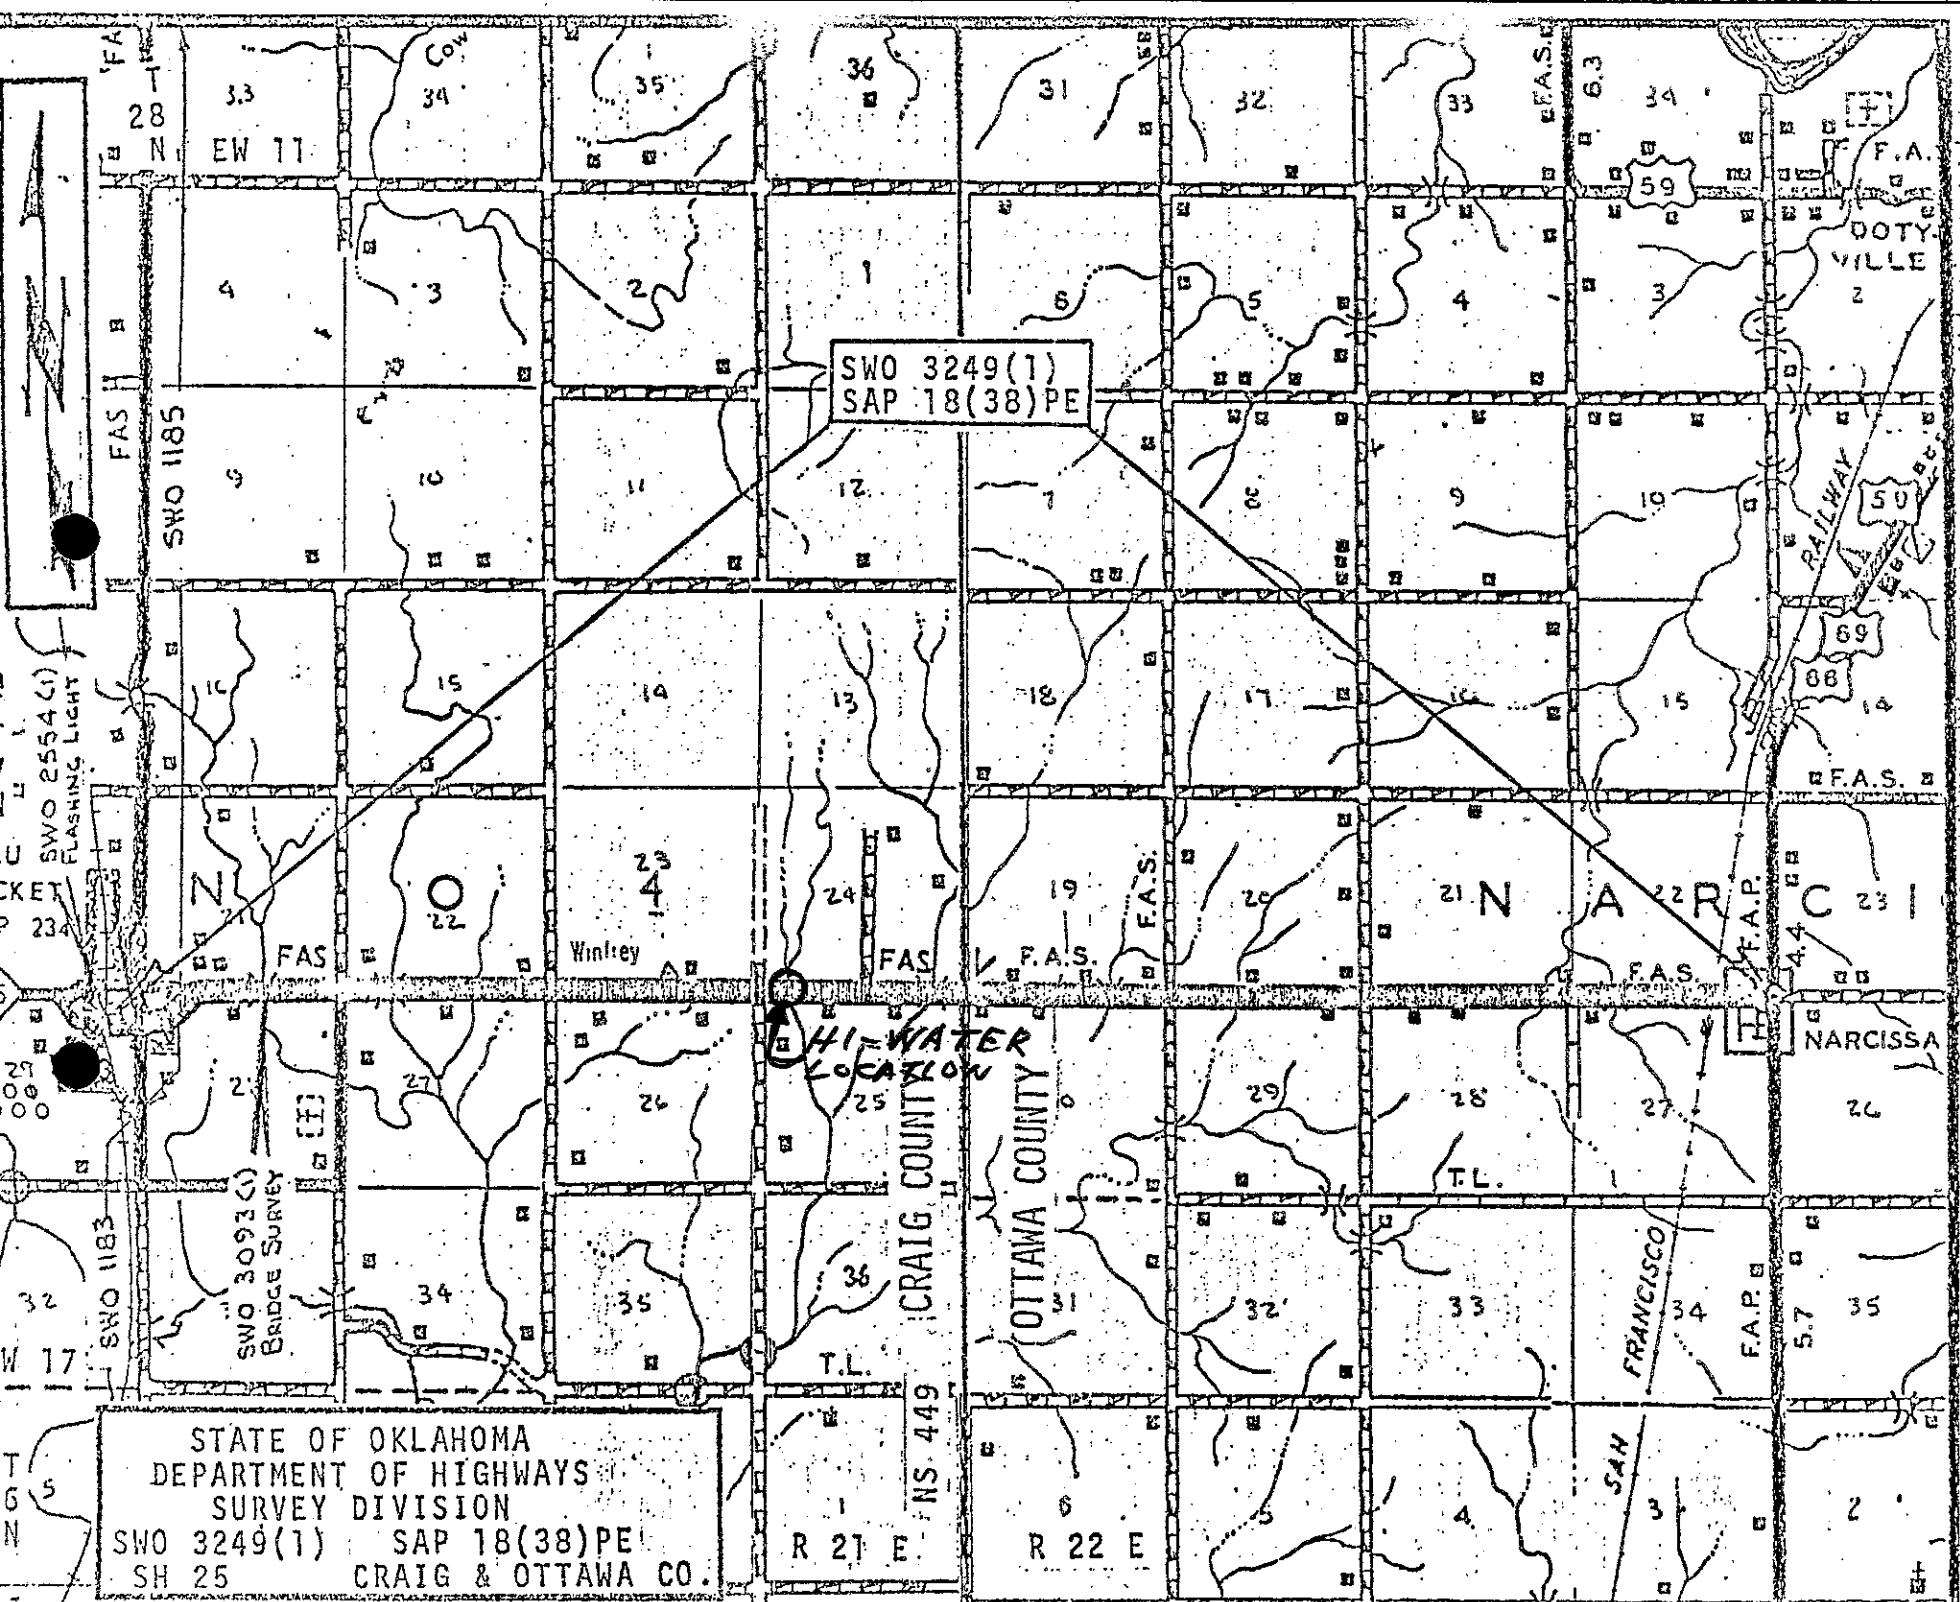 'FA
T
28
N
EW 11
33
34
Cow
35
36
31
32
33
F.A.S.
6.3
34
59
F.A.
DOTY-
VILLE
4
3
2
1
6
5
4
3
2
SWO 3249(1)
SAP 18(38)PE
FAS
SWO 1185
9
10
11
12
7
9
10
RAILWAY
N
SWO 2554(1)
FLASHING LIGHT
16
15
14
13
18
17
16
15
69
66
14
F.A.S.
CKET
N
O
22
23
4
24
19
F.A.S.
20
21
N
A
22
R
F.A.P.
4.4
C
23
I
FAS
Winfrey
FAS
F.A.S.
F.A.S.
HI-WATER
LOCATION
NARCISSA
27
26
25
29
28
27
26
CRAIG COUNTY
OTTAWA COUNTY
T.L.
SWO 1183
SWO 3093(1)
BRIDGE SURVEY
32
34
35
36
31
32
33
34
35
SAN FRANCISCO
F.A.P.
5.7
W 17
T.L.
NS 449
T
G
N
5
1
6
5
4
3
2
R 21 E
R 22 E
STATE OF OKLAHOMA
DEPARTMENT OF HIGHWAYS
SURVEY DIVISION
SWO 3249(1) SAP 18(38)PE
SH 25 CRAIG & OTTAWA CO.